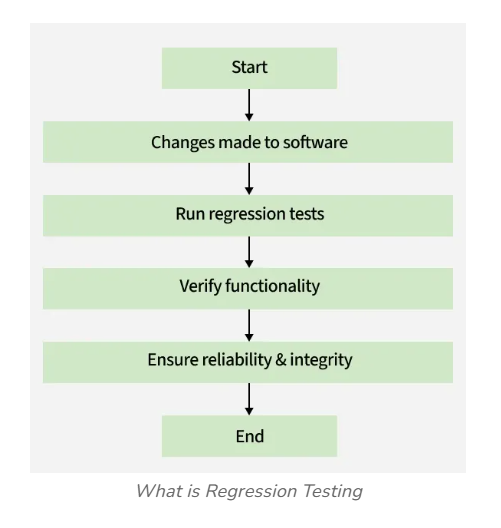 Start
Changes made to software
Run regression tests
Verify functionality
Ensure reliability & integrity
End
What is Regression Testing